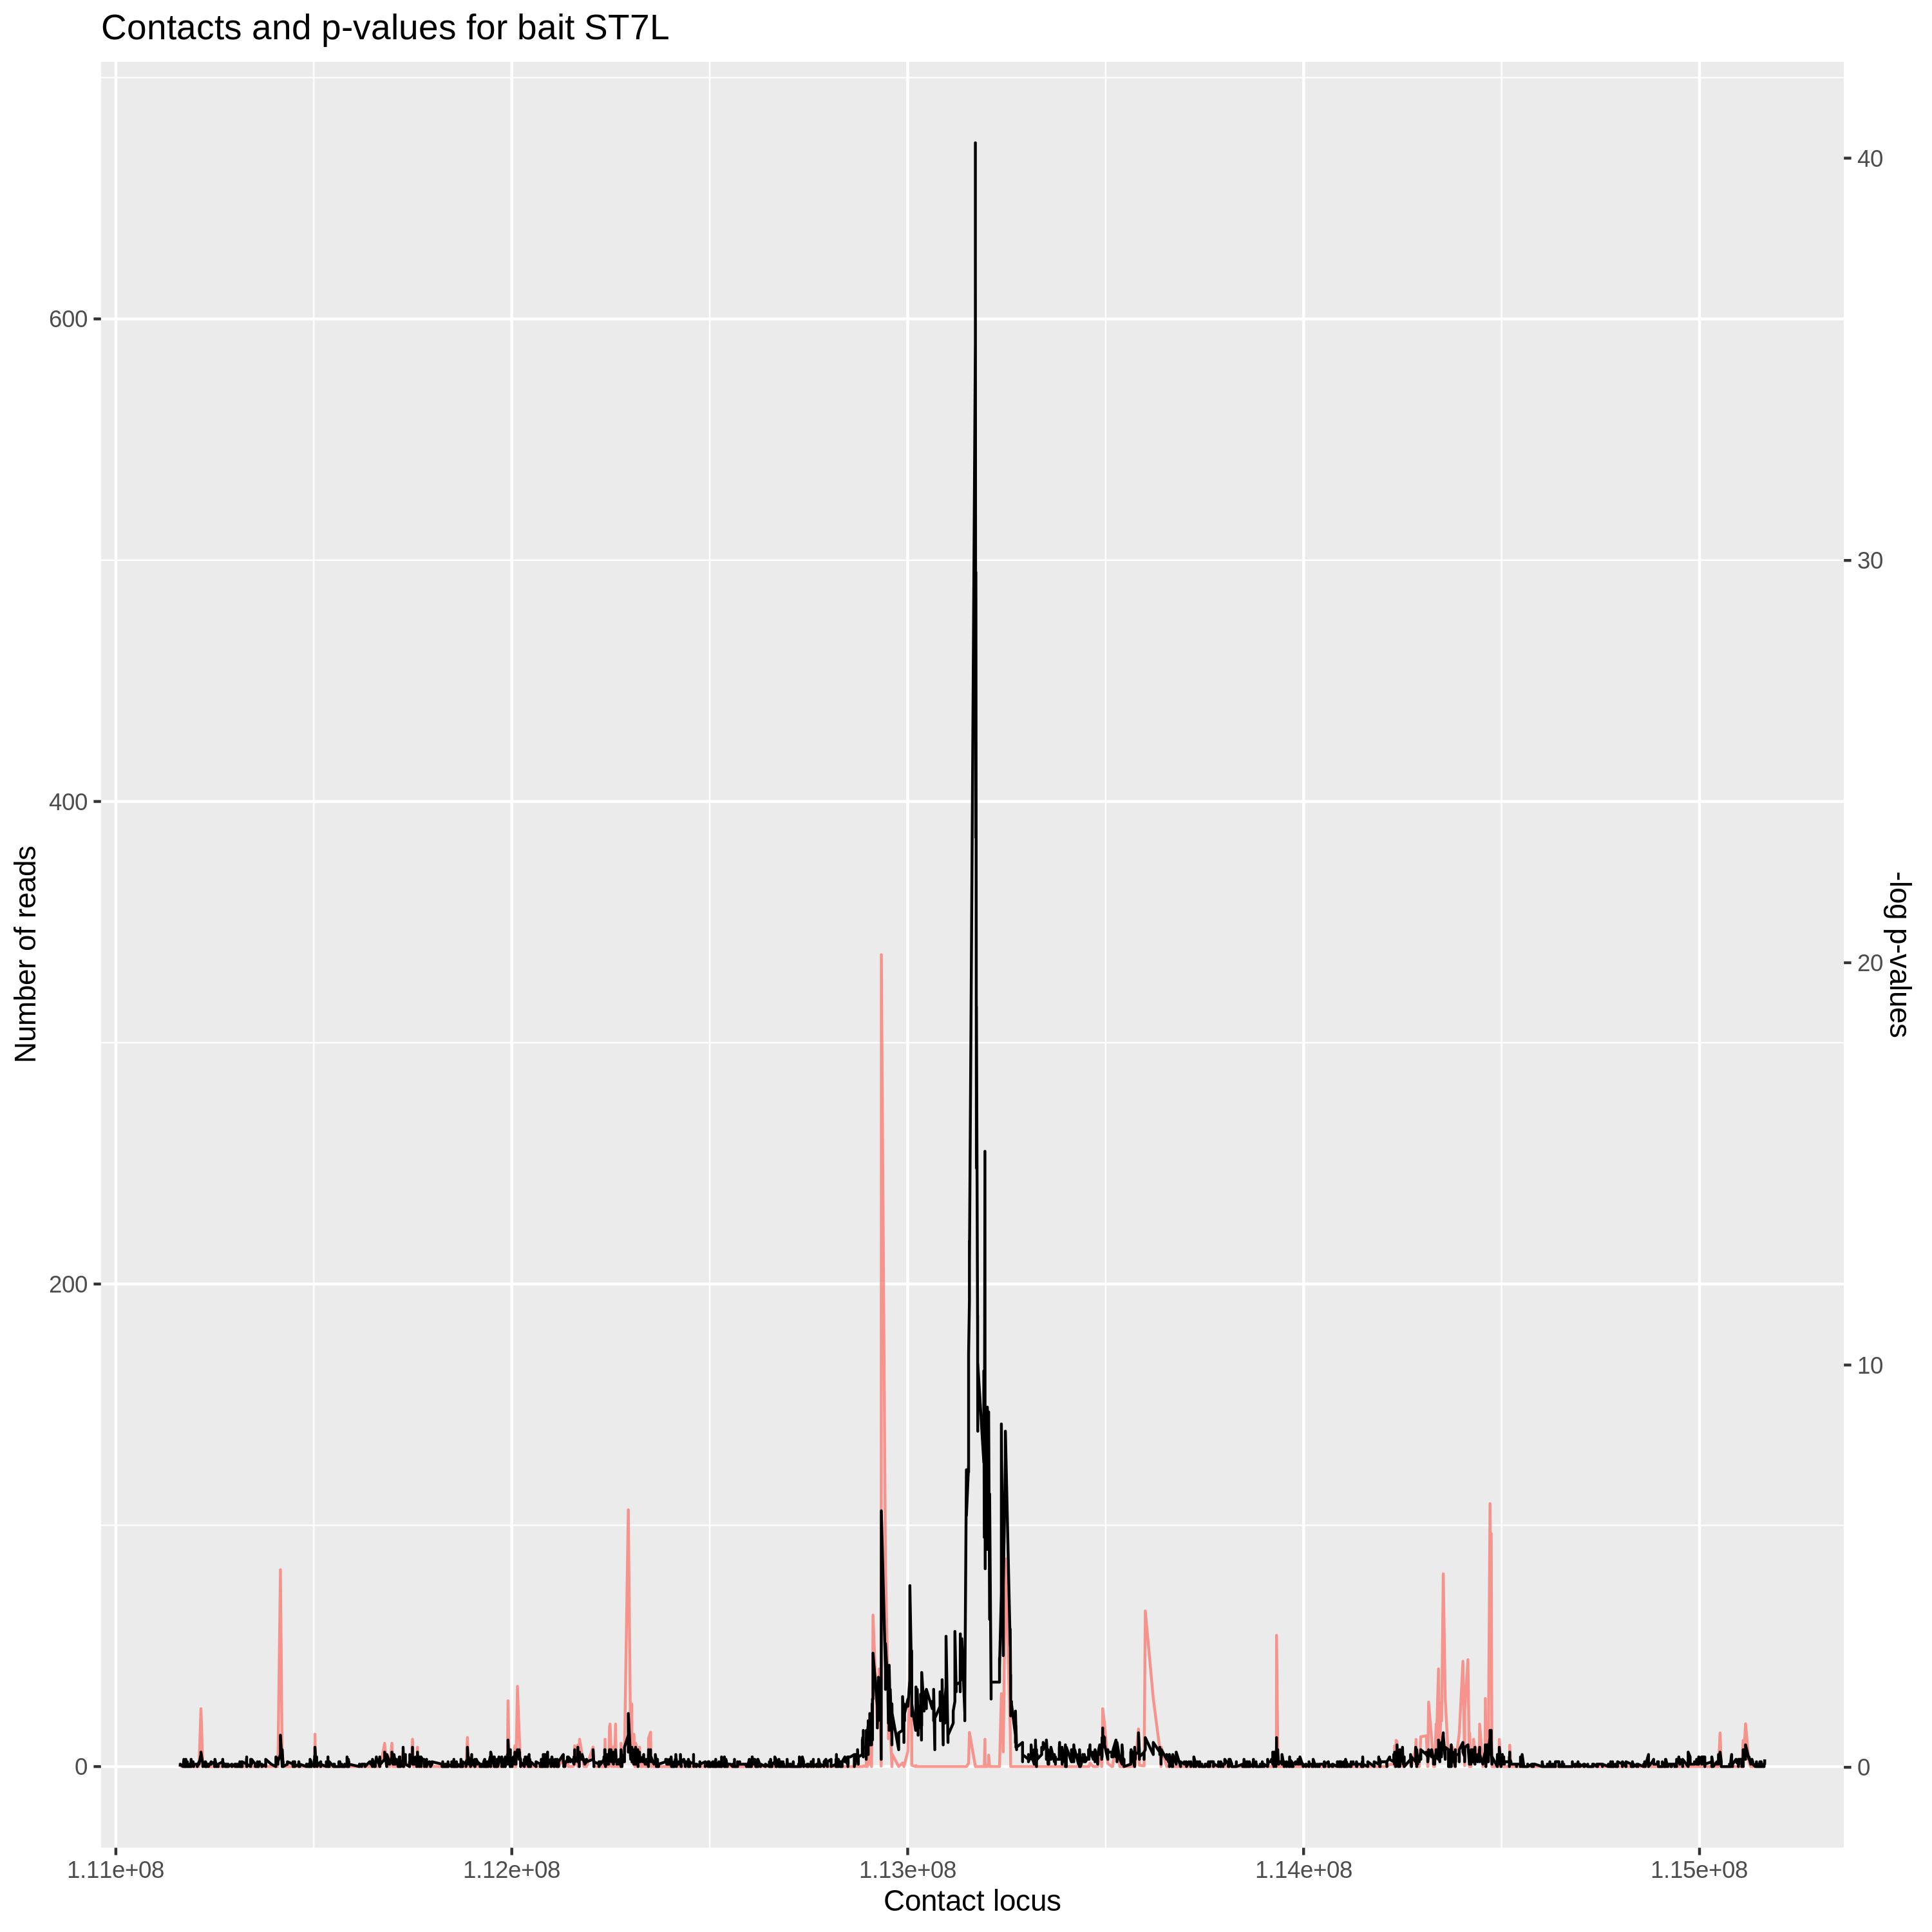 Contacts and p-values for bait ST7L
Number of reads
600
400
200
0
40
30
20
10
0
-log p-values
1.11e+08
1.12e+08
1.13e+08
1.14e+08
1.15e+08
Contact locus